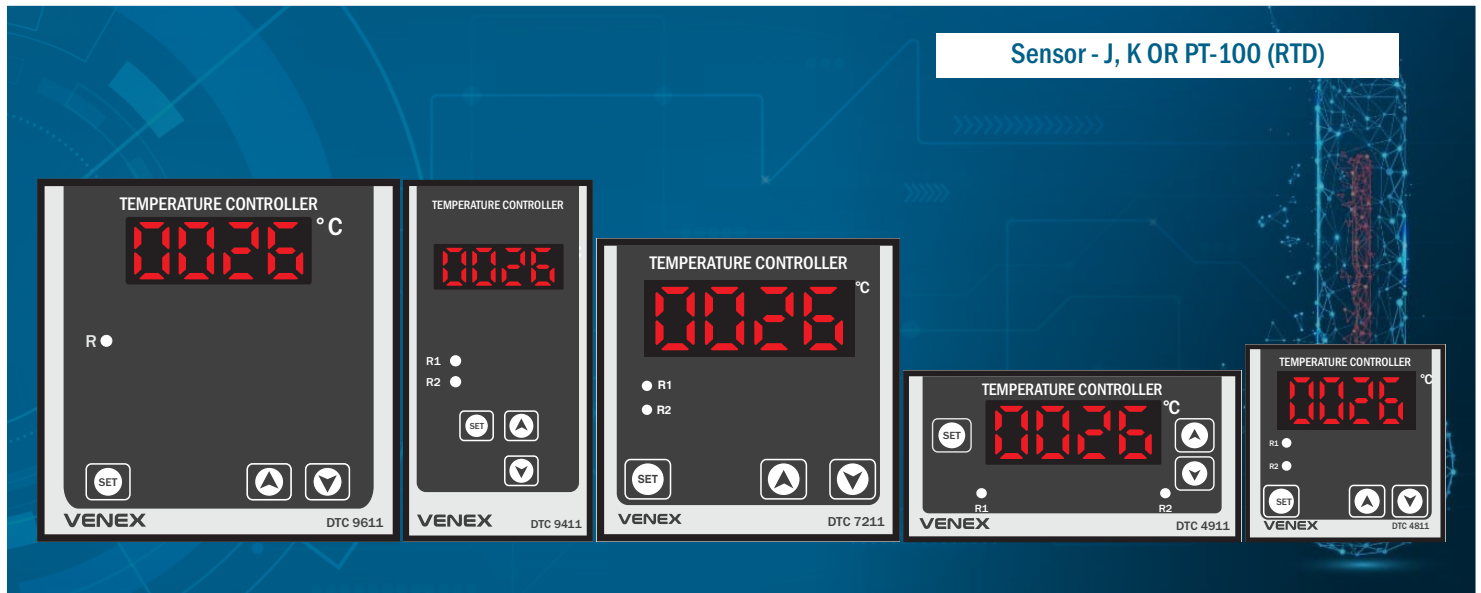 Sensor - J, K OR PT-100 (RTD)
TEMPERATURE CONTROLLER
0026 °C
R
SET
VENEX
DTC 9611
TEMPERATURE CONTROLLER
0026
R1
R2
SET
VENEX
DTC 9411
TEMPERATURE CONTROLLER
0026 °C
R1
R2
SET
VENEX
DTC 7211
TEMPERATURE CONTROLLER
0026 °C
SET
R1
R2
VENEX
DTC 4911
TEMPERATURE CONTROLLER
0026 °C
R1
R2
SET
VENEX
DTC 4811